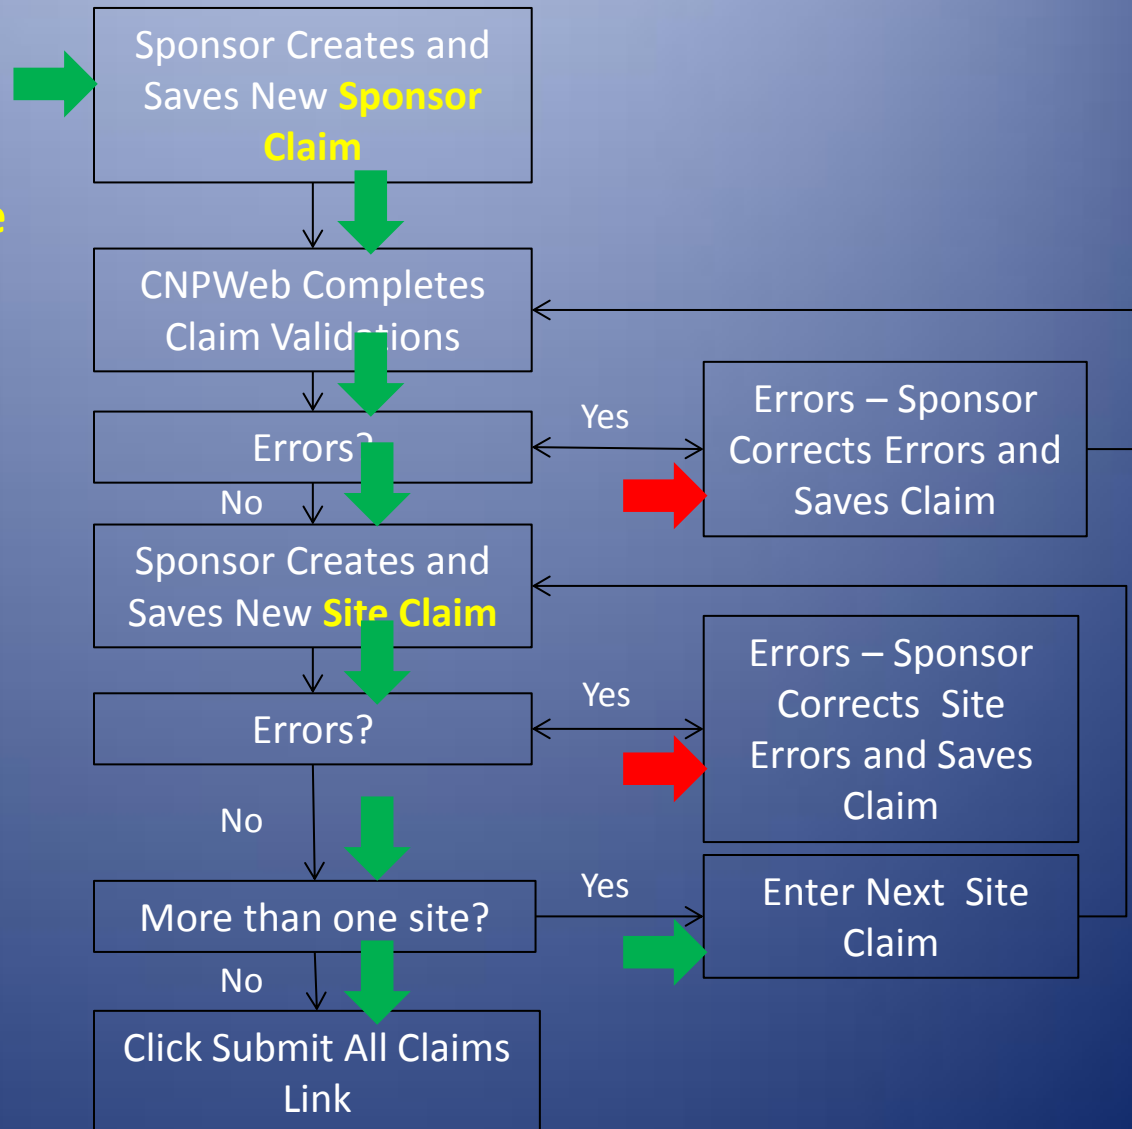 Sponsor Creates and
Saves New Sponsor
Claim
e
CNPWeb Completes
Claim Validations
Errors?
Yes
Errors – Sponsor
Corrects Errors and
Saves Claim
No
Sponsor Creates and
Saves New Site Claim
Errors?
Yes
Errors – Sponsor
Corrects Site
Errors and Saves
Claim
No
More than one site?
Yes
Enter Next Site
Claim
No
Click Submit All Claims
Link